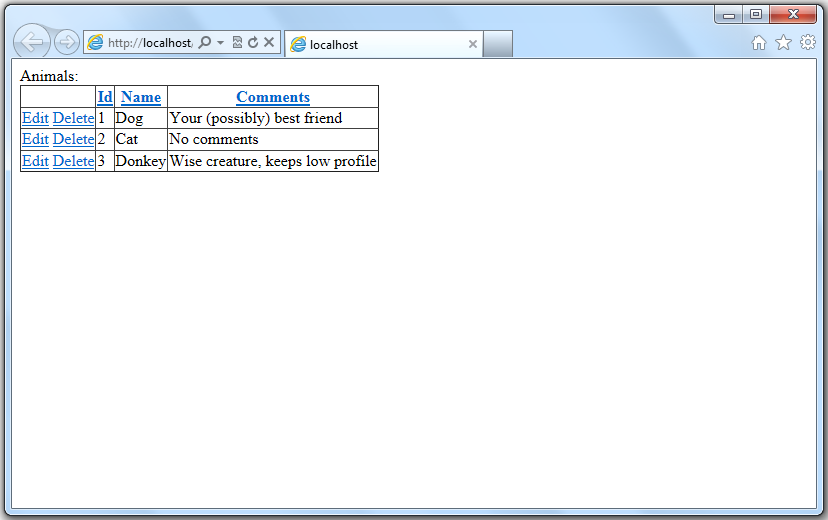 http://localhost/
localhost
Animals:
Id Name Comments
Edit Delete 1 Dog Your (possibly) best friend
Edit Delete 2 Cat No comments
Edit Delete 3 Donkey Wise creature, keeps low profile